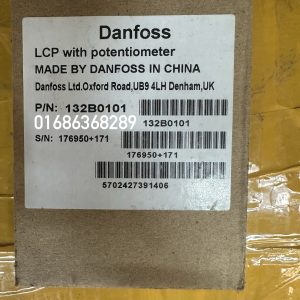 Danfoss
LCP with potentiometer
MADE BY DANFOSS IN CHINA
Danfoss Ltd.Oxford Road,UB9 4LH Denham,UK
P/N: 132B0101
01686368289
132B0101
S/N: 176950+171
176950+171
5702427391406